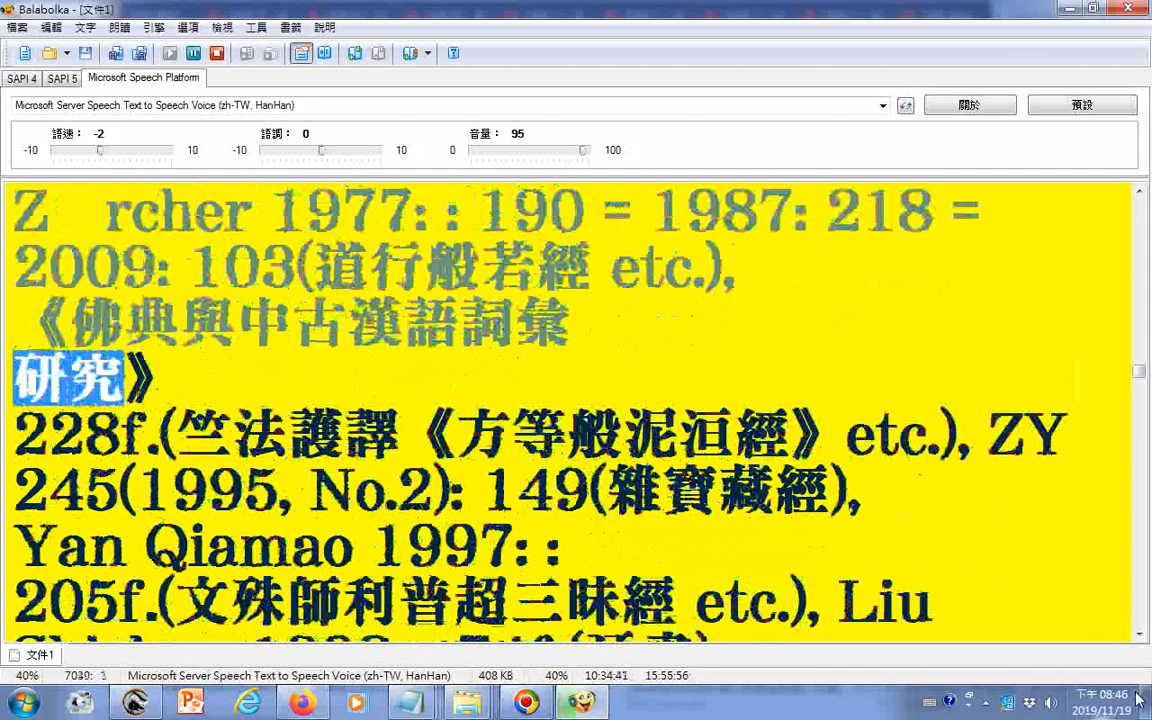 Balabolka - [文件1]
檔案 編輯 文字 朗讀 引擎 選項 檢視 工具 書籤 說明
SAPI 4 SAPI 5 Microsoft Speech Platform
Microsoft Server Speech Text to Speech Voice (zh-TW, HanHan) 關於 預設
語速： -2 語調： 0 音量： 95
-10 10 -10 10 0 100
Z rcher 1977: : 190 = 1987: 218 =
2009: 103(道行般若經 etc.),
《佛典與中古漢語詞彙
研究》
228f.(竺法護譯《方等般泥洹經》etc.), ZY
245(1995, No.2): 149(雜寶藏經),
Yan Qiamao 1997: :
205f.(文殊師利普超三昧經 etc.), Liu
文件1
40% Microsoft Server Speech Text to Speech Voice (zh-TW, HanHan) 408 KB 40% 10:34:41 15:55:56
下午 08:46
2019/11/19